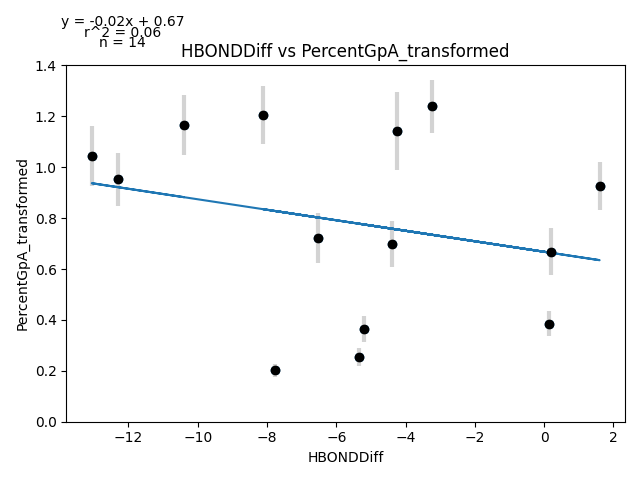 y = -0.02x + 0.67
r^2 = 0.06
n = 14
HBONDDiff vs PercentGpA_transformed
PercentGpA_transformed
1.4
1.2
1.0
0.8
0.6
0.4
0.2
0.0
−12
−10
−8
−6
−4
−2
0
2
HBONDDiff